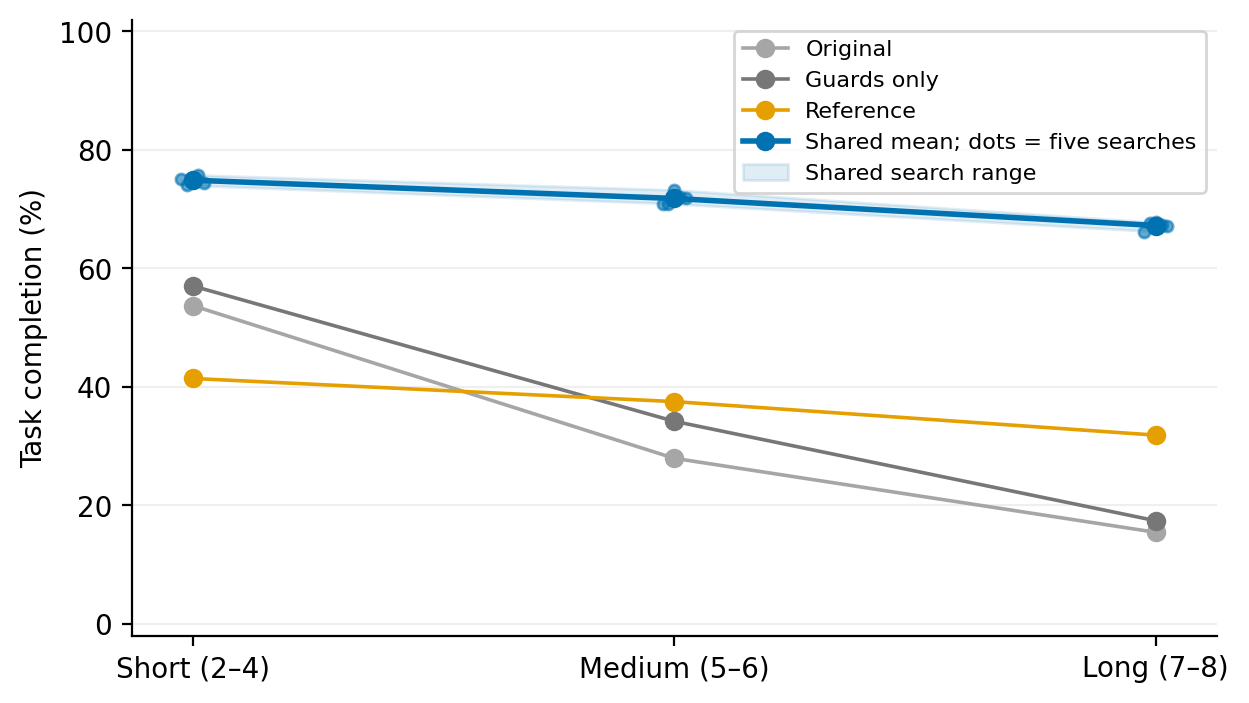 100
80
60
40
20
0
Task completion (%)
Original
Guards only
Reference
Shared mean; dots = five searches
Shared search range
Short (2–4)
Medium (5–6)
Long (7–8)